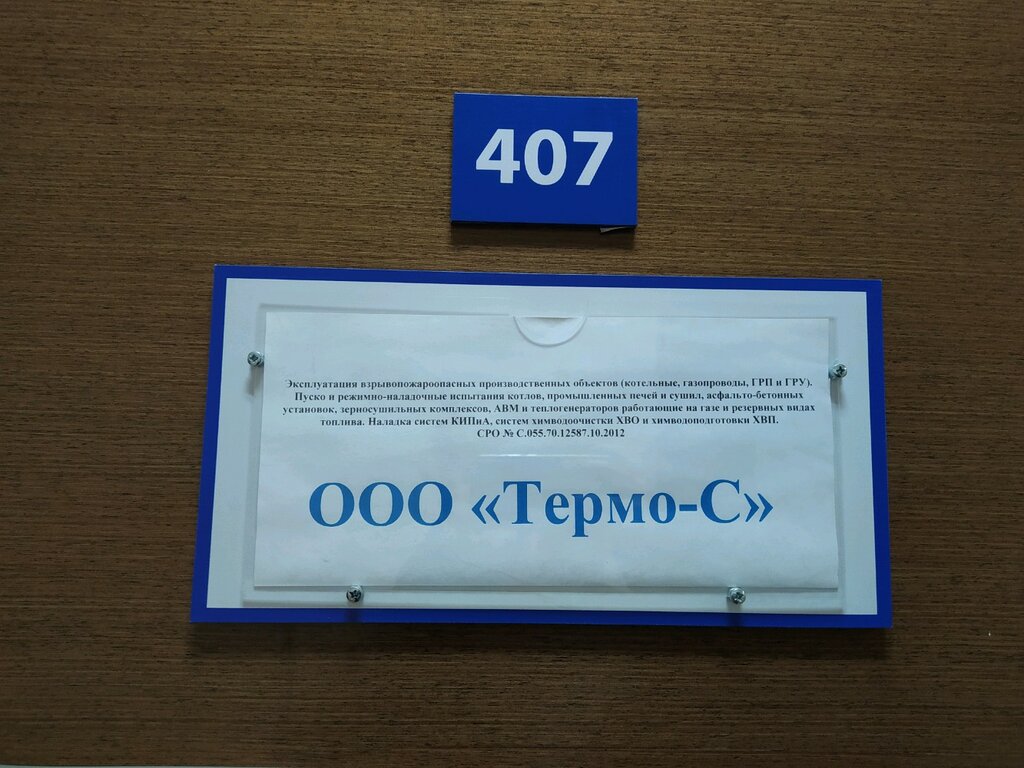 407
Эксплуатация взрывопожароопасных производственных объектов (котельные, газопроводы, ГРП и ГРУ).
Пуско и режимно-наладочные испытания котлов, промышленных печей и сушил, асфальто-бетонных
установок, зерносушильных комплексов, АВМ и теплогенераторов работающие на газе и резервных видах
топлива. Наладка систем КИПиА, систем химводоочистки ХВО и химводоподготовки ХВП.
СРО № С.055.70.12587.10.2012
ООО «Термо-С»